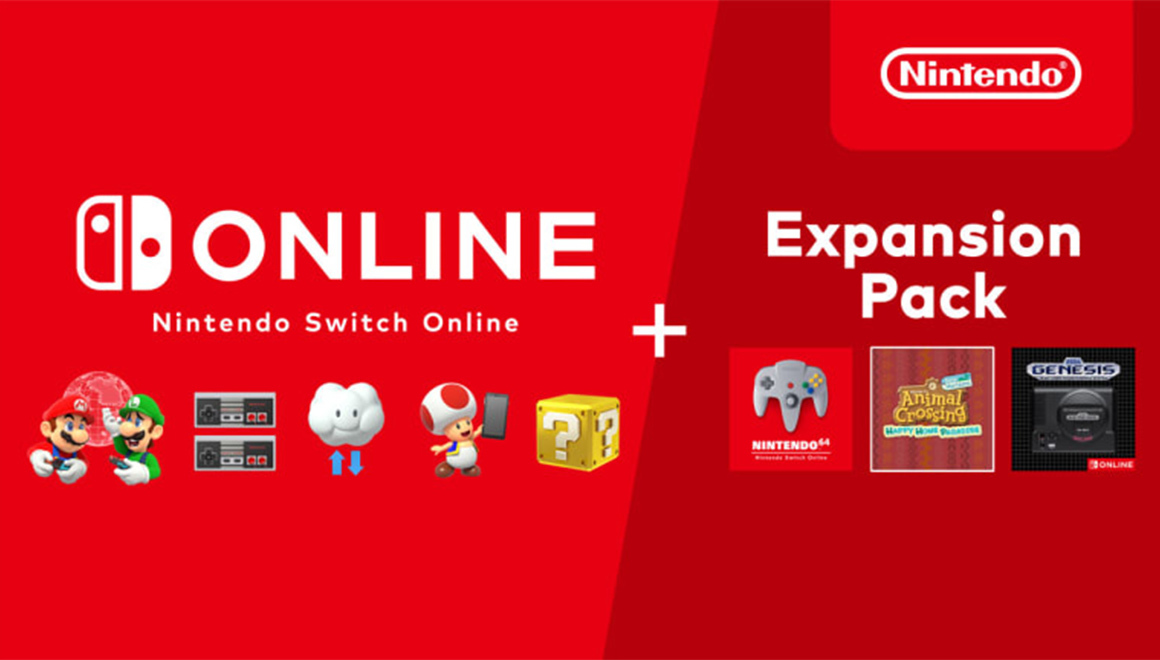 Nintendo®
ONLINE
Nintendo Switch Online
+
Expansion
Pack
NINTENDO 64
Nintendo Switch Online
Animal
Crossing
HAPPY HOME PARADISE
SEGA
GENESIS
ONLINE